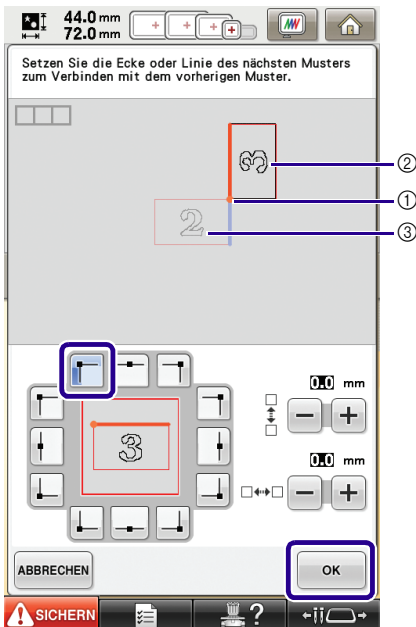 44.0 mm
72.0 mm
Setzen Sie die Ecke oder Linie des nächsten Musters
zum Verbinden mit dem vorherigen Muster.
3
②
①
2
③
0.0 mm
3
0.0 mm
ABBRECHEN
OK
SICHERN
?